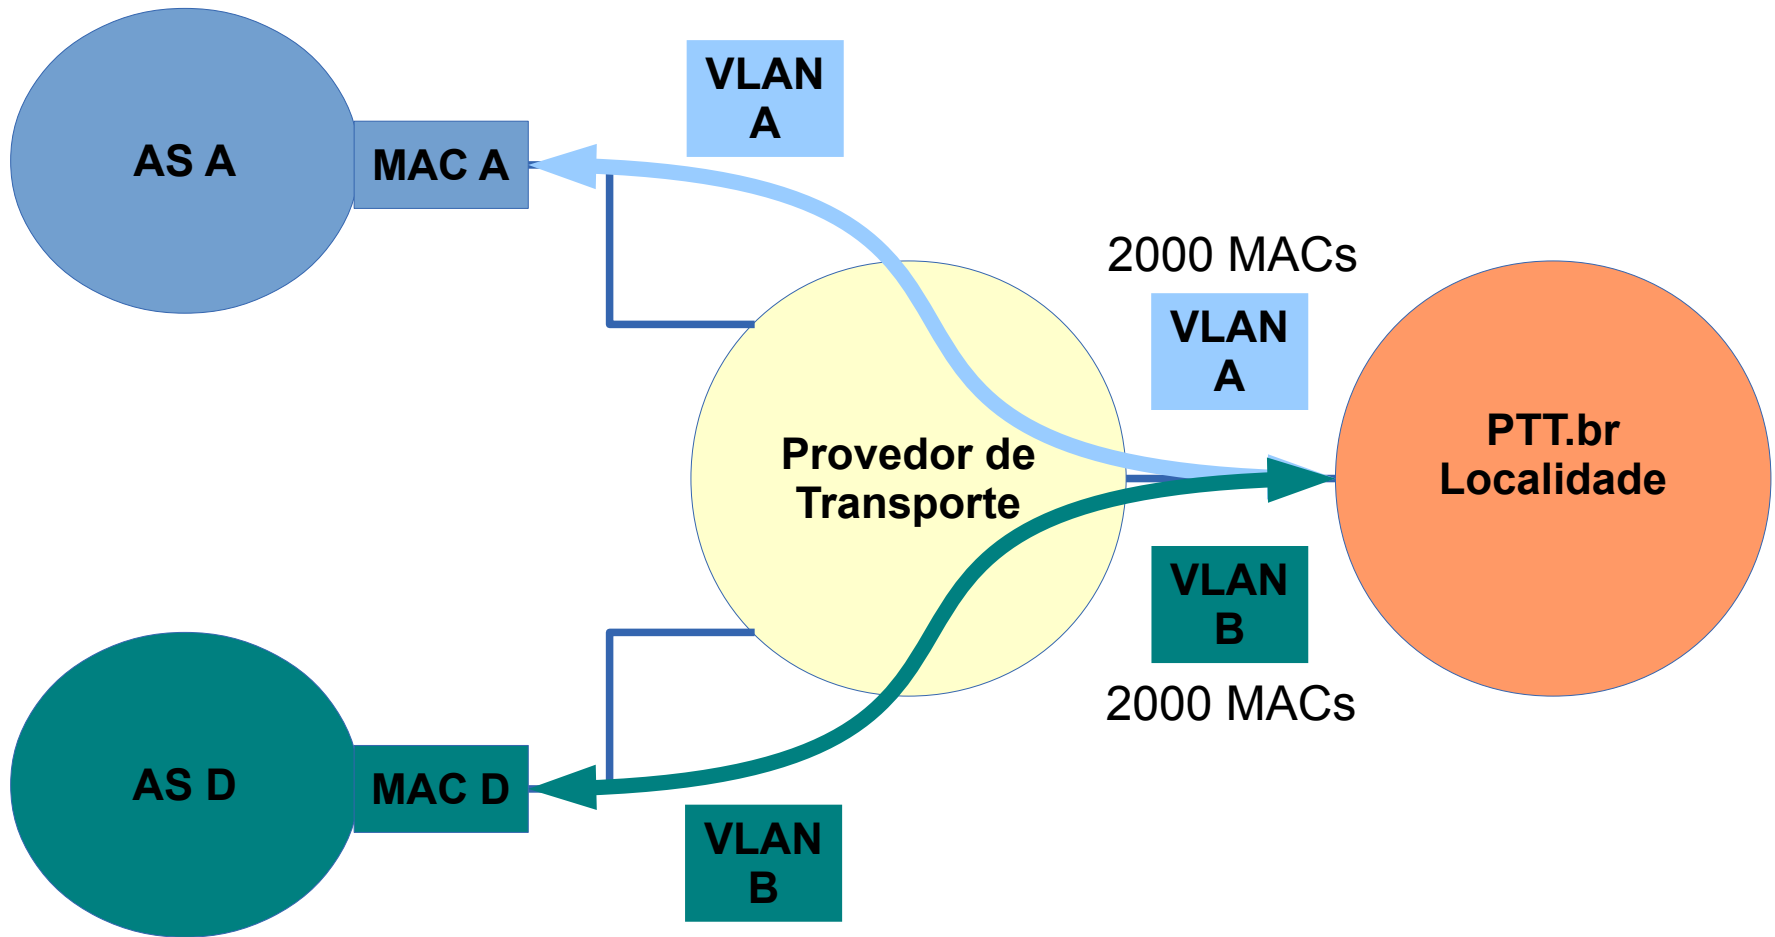 VLAN
A
AS A
MAC A
2000 MACs
VLAN
A
Provedor de
Transporte
PTT.br
Localidade
VLAN
B
2000 MACs
AS D
MAC D
VLAN
B